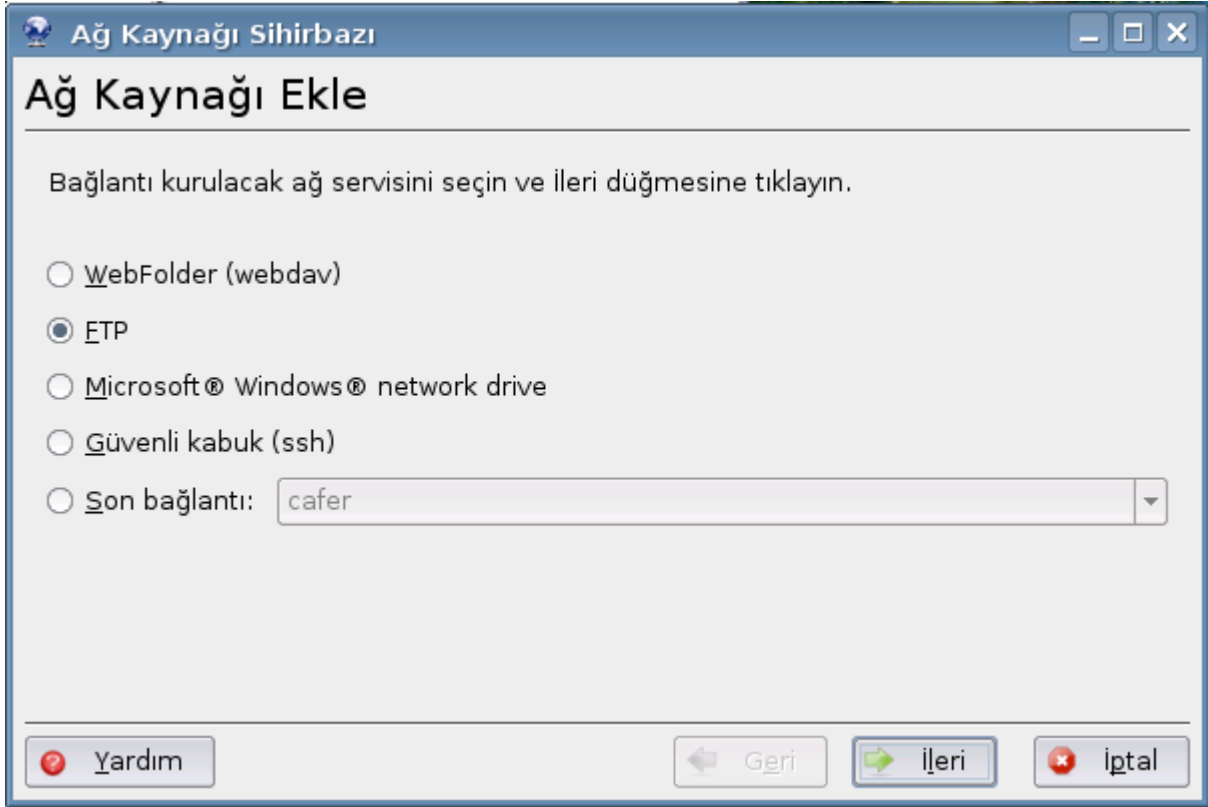 Ağ Kaynağı Sihirbazı
Ağ Kaynağı Ekle
Bağlantı kurulacak ağ servisini seçin ve İleri düğmesine tıklayın.
WebFolder (webdav)
FTP
Microsoft® Windows® network drive
Güvenli kabuk (ssh)
Son bağlantı: cafer
Yardım Geri İleri İptal